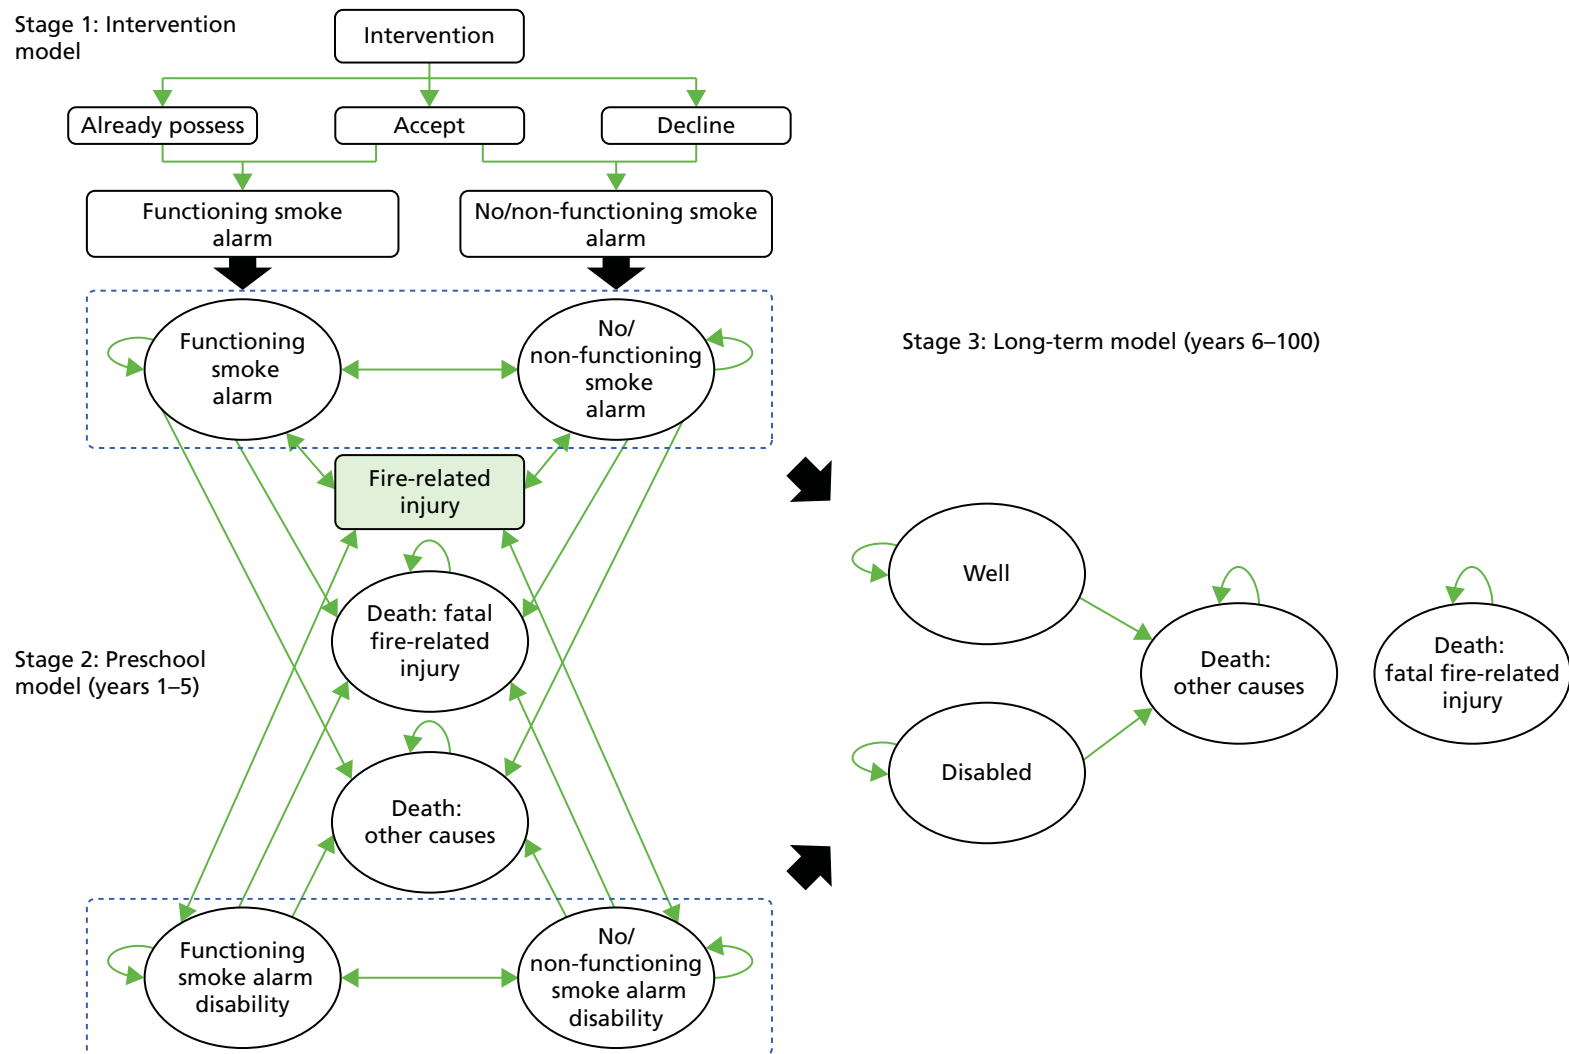 Stage 1: Intervention
model
Intervention
Already possess
Accept
Decline
Functioning smoke
alarm
No/non-functioning smoke
alarm
Functioning
smoke
alarm
No/
non-functioning
smoke
alarm
Stage 3: Long-term model (years 6–100)
Fire-related
injury
Well
Death: fatal
fire-related
injury
Stage 2: Preschool
model (years 1–5)
Death:
other causes
Death:
fatal fire-related
injury
Disabled
Death:
other causes
Functioning
smoke alarm
disability
No/
non-functioning
smoke alarm
disability